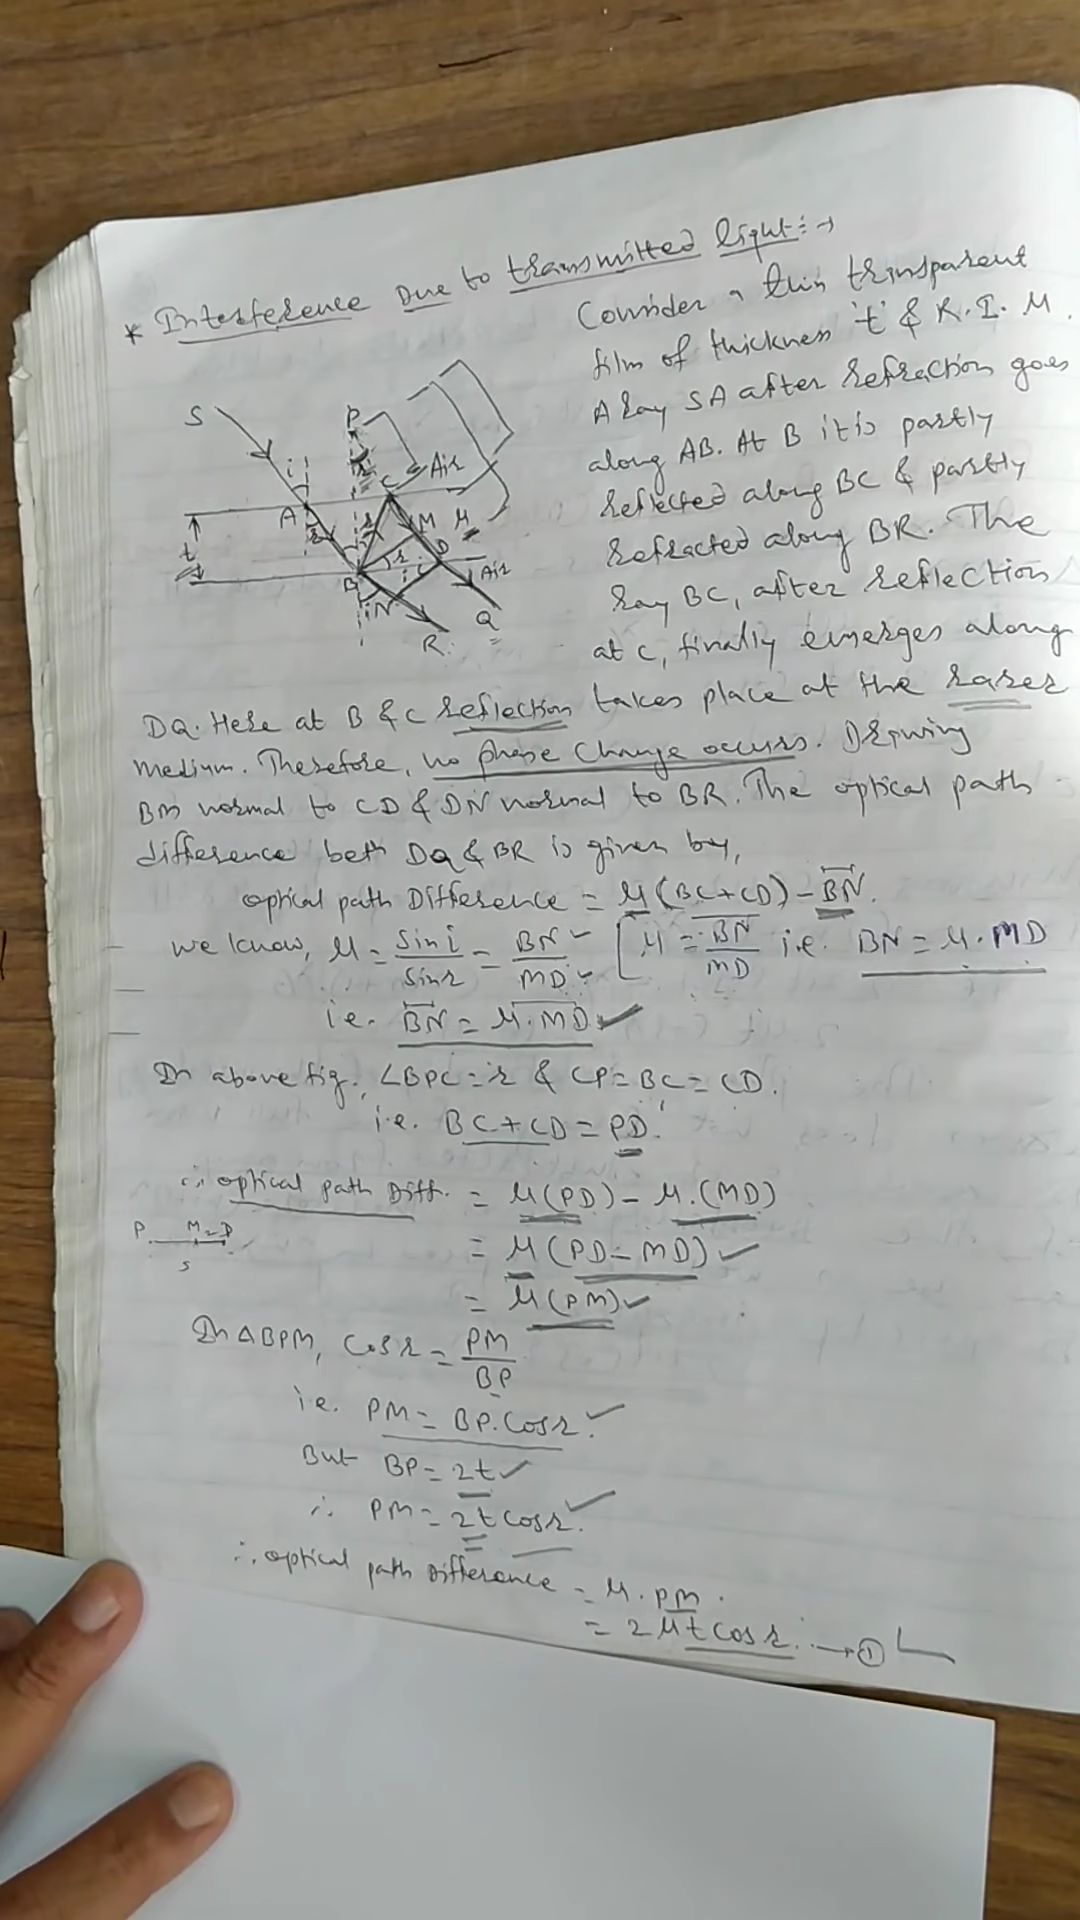 * Interference Due to transmitted light :→
Consider a thin transparent
film of thickness 't' & R.I. μ.
A ray SA after refraction goes
along AB. At B it is partly
reflected along BC & partly
refracted along BR. The
ray BC, after reflection
at C, finally emerges along
DQ. Here at B & C reflection takes place at the rarer
medium. Therefore, no phase change occurs. Drawing
BM normal to CD & DN normal to BR. The optical path
difference betn DQ & BR is given by,
optical path Difference = μ(BC+CD) - BN.
we know, μ = Sin i / Sin r = BN / MD [ μ = BN / MD i.e. BN = μ.MD
i.e. BN = μ.MD ✓
In above fig. ∠BPC = r & CP = BC = CD.
i.e. BC + CD = PD.
∴ optical path Diff. = μ(PD) - μ.(MD)
P M D
= μ(PD - MD) ✓
S
= μ(PM) ✓
In △BPM, Cos r = PM / BP
i.e. PM = BP. Cos r. ✓
But BP = 2t ✓
∴ PM = 2t cos r. ✓
∴ optical path Difference = μ. PM.
= 2μt cos r. → ①
S
P
i
Air
C
A
r
r
M
μ
t
r
D
B
i
Air
i
N
Q
R